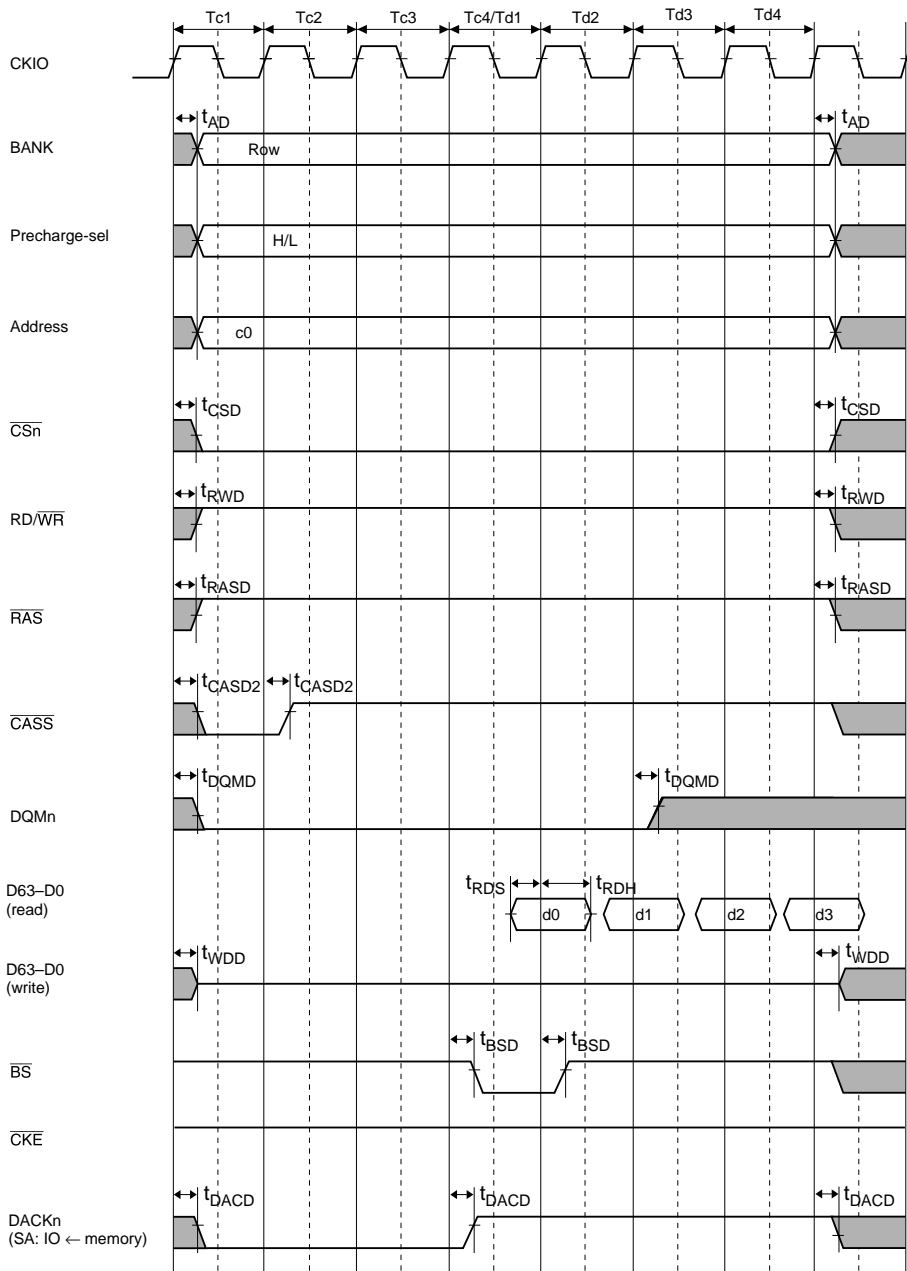 Tc1 Tc2 Tc3 Tc4/Td1 Td2 Td3 Td4
CKIO
tAD tAD
BANK Row
Precharge-sel H/L
Address c0
tCSD tCSD
CSn
tRWD tRWD
RD/WR
tRASD tRASD
RAS
tCASD2 tCASD2
CASS
tDQMD tDQMD
DQMn
D63–D0
(read)
tRDS tRDH
d0 d1 d2 d3
tWDD tWDD
D63–D0
(write)
tBSD tBSD
BS
CKE
tDACD tDACD tDACD
DACKn
(SA: IO ← memory)